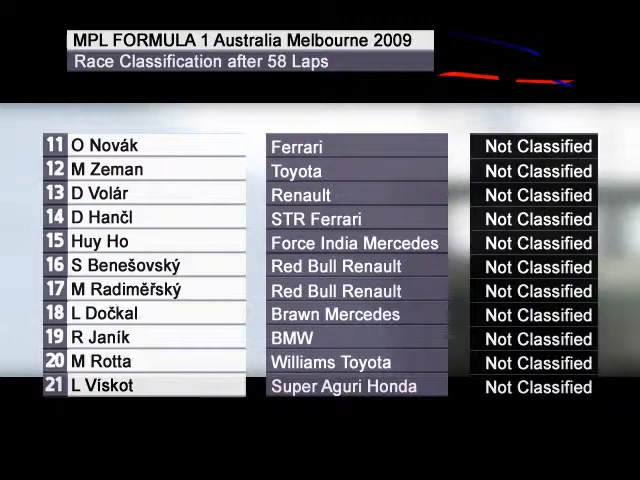 MPL FORMULA 1 Australia Melbourne 2009
Race Classification after 58 Laps
11 O Novák Ferrari Not Classified
12 M Zeman Toyota Not Classified
13 D Volár Renault Not Classified
14 D Hančl STR Ferrari Not Classified
15 Huy Ho Force India Mercedes Not Classified
16 S Benešovský Red Bull Renault Not Classified
17 M Radiměřský Red Bull Renault Not Classified
18 L Dočkal Brawn Mercedes Not Classified
19 R Janík BMW Not Classified
20 M Rotta Williams Toyota Not Classified
21 L Vískot Super Aguri Honda Not Classified